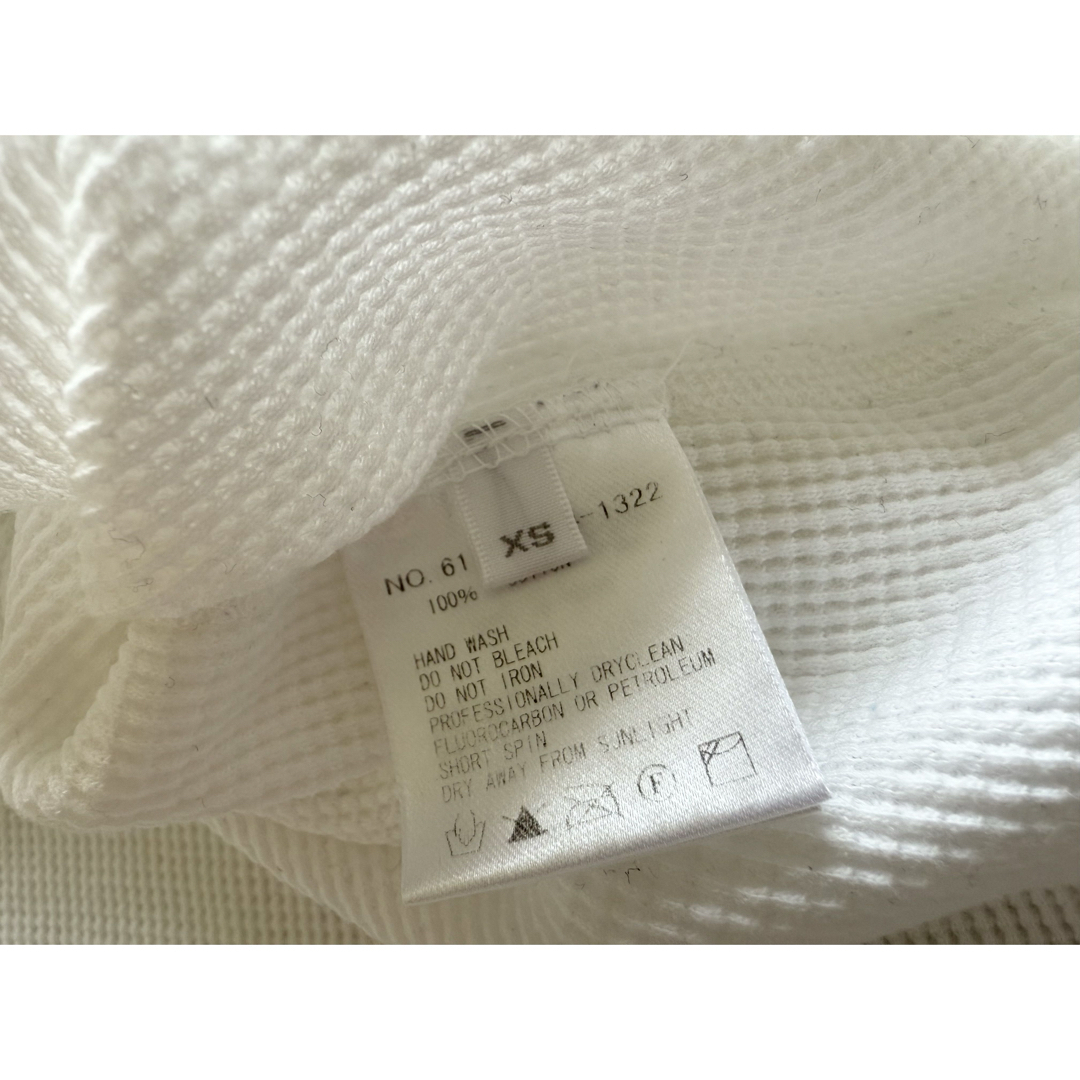 XS
NO. 61 -1322
100% COTTON
HAND WASH
DO NOT BLEACH
DO NOT IRON
PROFESSIONALLY DRYCLEAN
FLUOROCARBON OR PETROLEUM
SHORT SPIN
DRY AWAY FROM SUNLIGHT
F